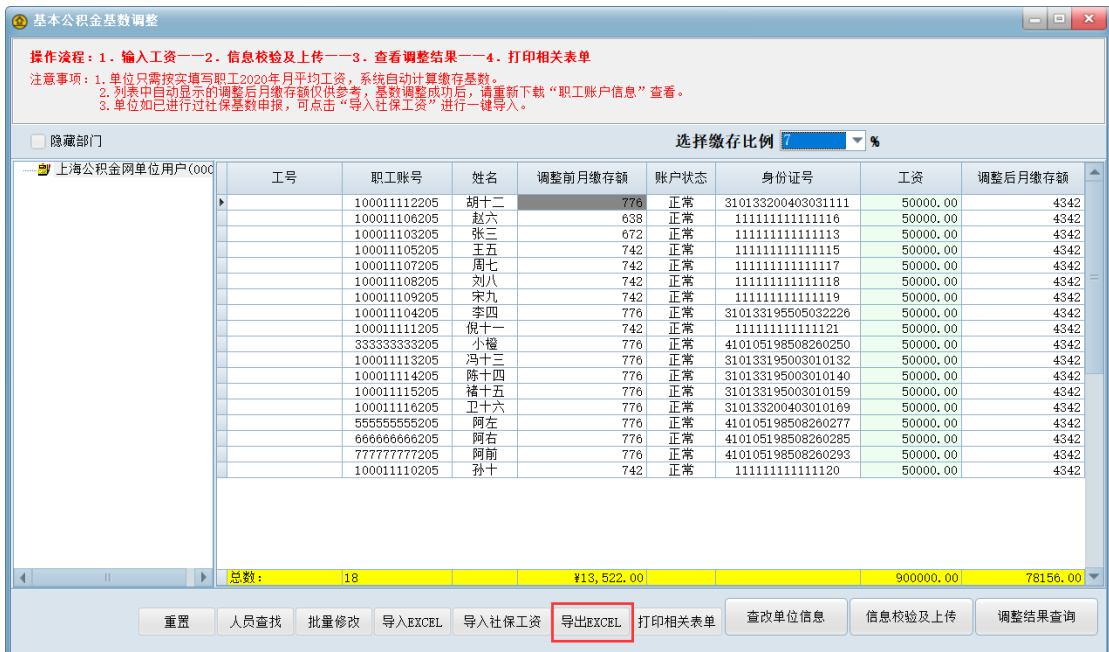 基本公积金基数调整
操作流程：1．输入工资——2．信息校验及上传——3．查看调整结果——4．打印相关表单
注意事项：1.单位只需按实填写职工2020年月平均工资，系统自动计算缴存基数。
2.列表中自动显示的调整后月缴存额仅供参考，基数调整成功后，请重新下载“职工账户信息”查看。
3.单位如已进行过社保基数申报，可点击“导入社保工资”进行一键导入。
隐藏部门 选择缴存比例 7 %
上海公积金网单位用户(000
工号 职工账号 姓名 调整前月缴存额 账户状态 身份证号 工资 调整后月缴存额
100011112205 胡十二 776 正常 310133200403031111 50000.00 4342
100011106205 赵六 638 正常 111111111111116 50000.00 4342
100011103205 张三 672 正常 111111111111113 50000.00 4342
100011105205 王五 742 正常 111111111111115 50000.00 4342
100011107205 周七 742 正常 111111111111117 50000.00 4342
100011108205 刘八 742 正常 111111111111118 50000.00 4342
100011109205 宋九 742 正常 111111111111119 50000.00 4342
100011104205 李四 776 正常 310133195505032226 50000.00 4342
100011111205 倪十一 742 正常 111111111111121 50000.00 4342
333333333205 小橙 776 正常 410105198508260250 50000.00 4342
100011113205 冯十三 776 正常 310133195003010132 50000.00 4342
100011114205 陈十四 776 正常 310133195003010140 50000.00 4342
100011115205 褚十五 776 正常 310133195003010159 50000.00 4342
100011116205 卫十六 776 正常 310133200403010169 50000.00 4342
555555555205 阿左 776 正常 410105198508260277 50000.00 4342
666666666205 阿右 776 正常 410105198508260285 50000.00 4342
777777777205 阿前 776 正常 410105198508260293 50000.00 4342
100011110205 孙十 742 正常 111111111111120 50000.00 4342
总数： 18 ¥13,522.00 900000.00 78156.00
重置 人员查找 批量修改 导入EXCEL 导入社保工资 导出EXCEL 打印相关表单 查改单位信息 信息校验及上传 调整结果查询